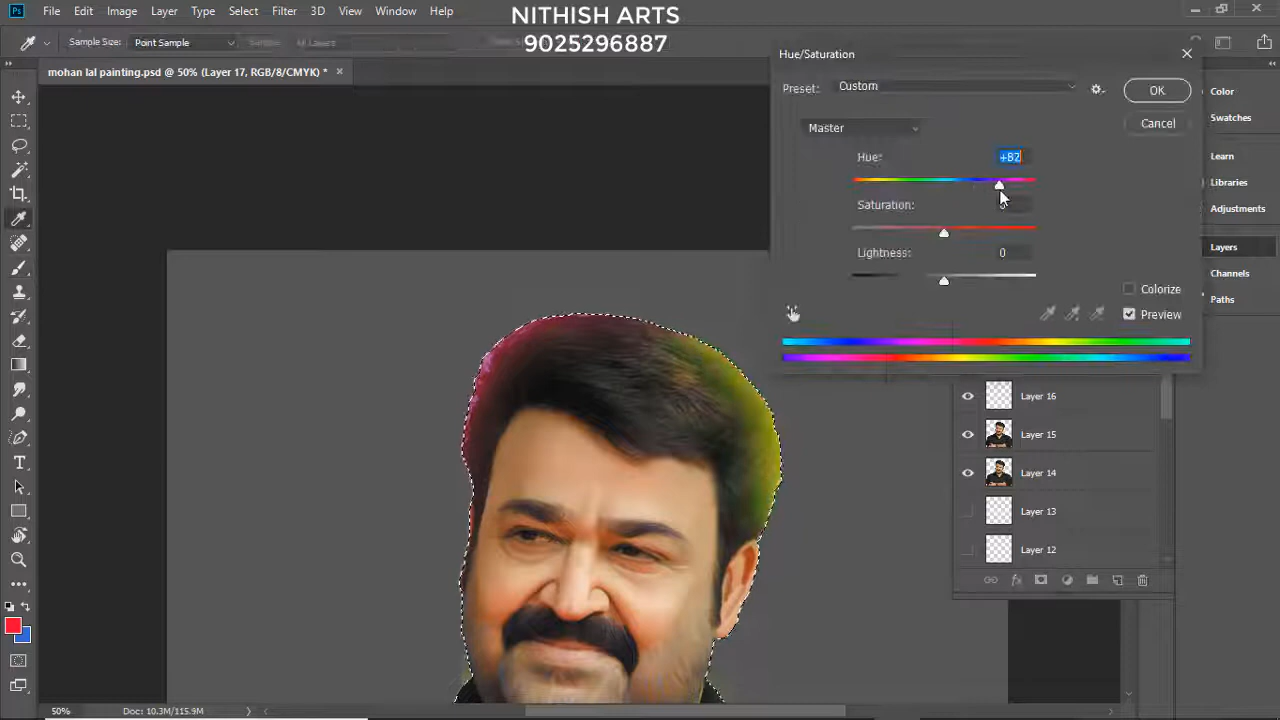 NITHISH ARTS
9025296887
Ps File Edit Image Layer Type Select Filter 3D View Window Help
Sample Size: Point Sample
mohan lal painting.psd @ 50% (Layer 17, RGB/8/CMYK) * ×
Hue/Saturation
Preset: Custom
OK
Cancel
Master
Hue: +82
Saturation:
Lightness: 0
Colorize
Preview
Color
Swatches
Learn
Libraries
Adjustments
Layers
Channels
Paths
Layer 16
Layer 15
Layer 14
Layer 13
Layer 12
50% Doc: 10.3M/115.9M